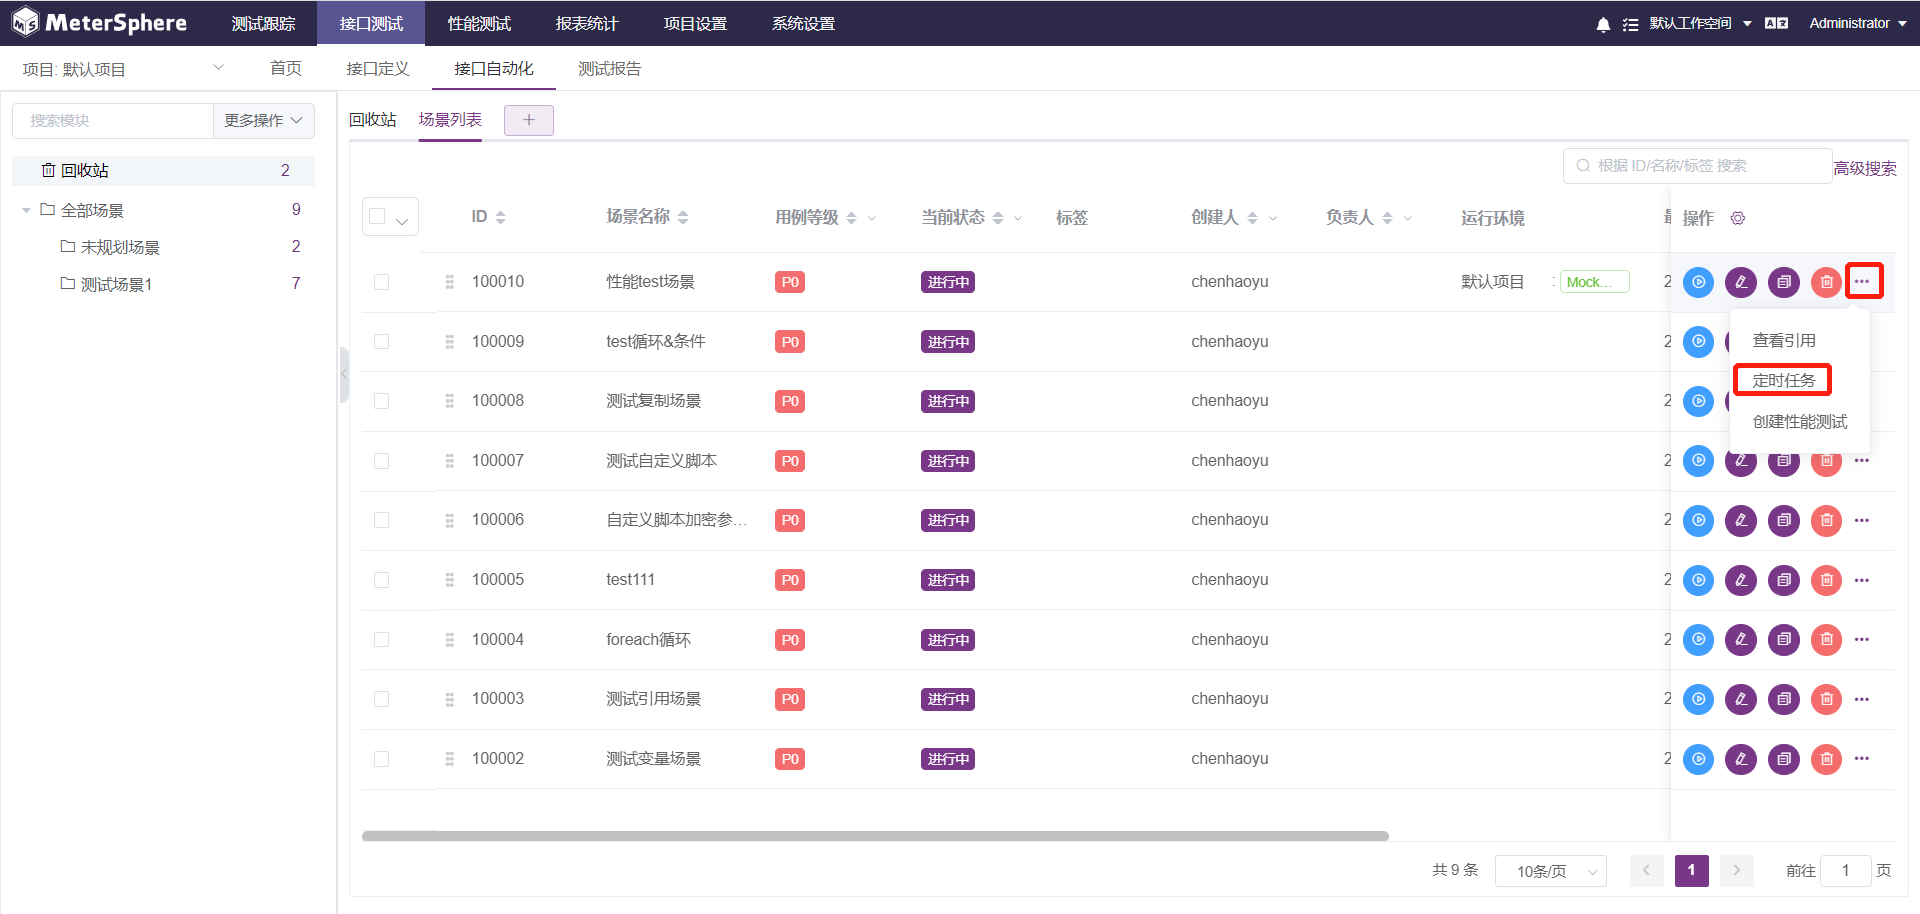 MeterSphere 测试跟踪 接口测试 性能测试 报表统计 项目设置 系统设置 默认工作空间 Administrator
项目: 默认项目 首页 接口定义 接口自动化 测试报告
搜索模块 更多操作
回收站 2
全部场景 9
未规划场景 2
测试场景1 7
回收站 场景列表 +
根据 ID/名称/标签 搜索 高级搜索
ID 场景名称 用例等级 当前状态 标签 创建人 负责人 运行环境 操作
100010 性能test场景 P0 进行中 chenhaoyu 默认项目 : Mock... 2
100009 test循环&条件 P0 进行中 chenhaoyu 2
100008 测试复制场景 P0 进行中 chenhaoyu 2
100007 测试自定义脚本 P0 进行中 chenhaoyu 2
100006 自定义脚本加密参... P0 进行中 chenhaoyu 2
100005 test111 P0 进行中 chenhaoyu 2
100004 foreach循环 P0 进行中 chenhaoyu 2
100003 测试引用场景 P0 进行中 chenhaoyu 2
100002 测试变量场景 P0 进行中 chenhaoyu 2
查看引用
定时任务
创建性能测试
共 9 条 10条/页 1 前往 1 页